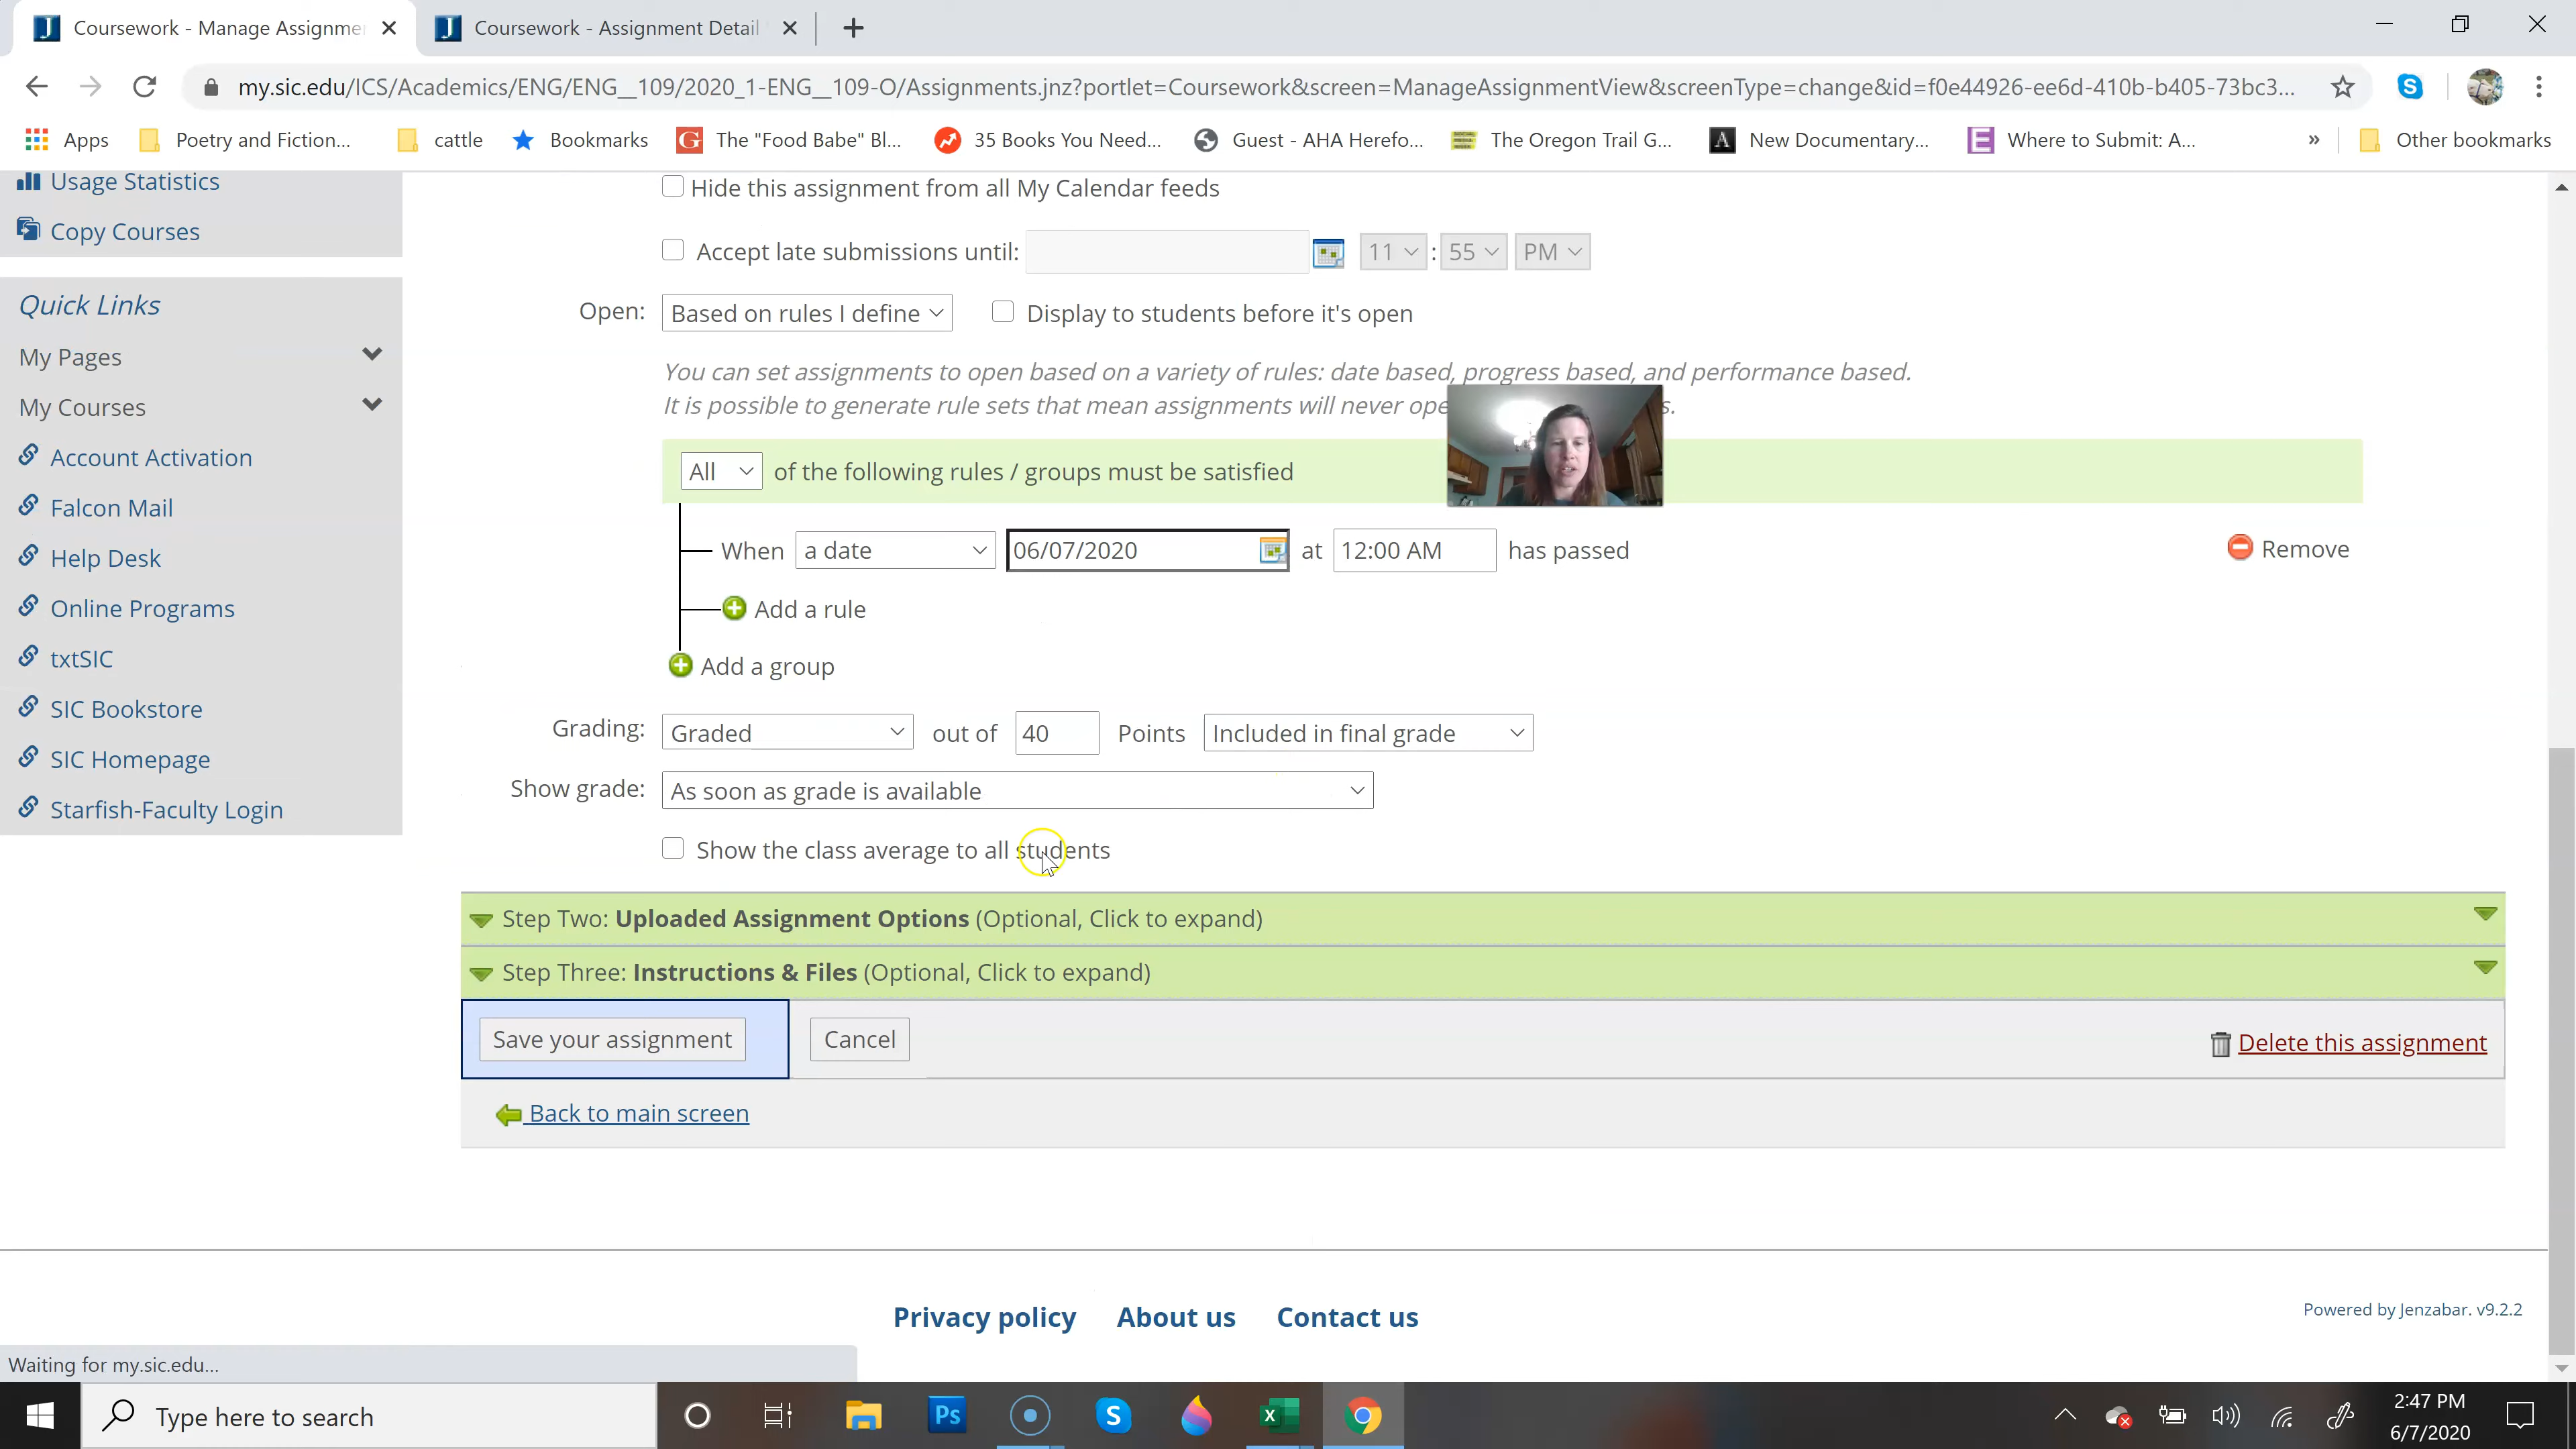 Coursework - Manage Assignme
Coursework - Assignment Detail
my.sic.edu/ICS/Academics/ENG/ENG__109/2020_1-ENG__109-O/Assignments.jnz?portlet=Coursework&screen=ManageAssignmentView&screenType=change&id=f0e44926-ee6d-410b-b405-73bc3...
Apps
Poetry and Fiction...
cattle
Bookmarks
G
The "Food Babe" Bl...
35 Books You Need...
Guest - AHA Herefo...
The Oregon Trail G...
A
New Documentary...
E
Where to Submit: A...
»
Other bookmarks
Usage Statistics
Copy Courses
Quick Links
My Pages
My Courses
Account Activation
Falcon Mail
Help Desk
Online Programs
txtSIC
SIC Bookstore
SIC Homepage
Starfish-Faculty Login
Hide this assignment from all My Calendar feeds
Accept late submissions until: 11 : 55 PM
Open: Based on rules I define Display to students before it's open
You can set assignments to open based on a variety of rules: date based, progress based, and performance based.
It is possible to generate rule sets that mean assignments will never ope s.
All of the following rules / groups must be satisfied
When a date 06/07/2020 at 12:00 AM has passed Remove
Add a rule
Add a group
Grading: Graded out of 40 Points Included in final grade
Show grade: As soon as grade is available
Show the class average to all students
Step Two: Uploaded Assignment Options (Optional, Click to expand)
Step Three: Instructions & Files (Optional, Click to expand)
Save your assignment Cancel Delete this assignment
Back to main screen
Privacy policy About us Contact us
Powered by Jenzabar. v9.2.2
Waiting for my.sic.edu...
Type here to search
Ps
2:47 PM
6/7/2020